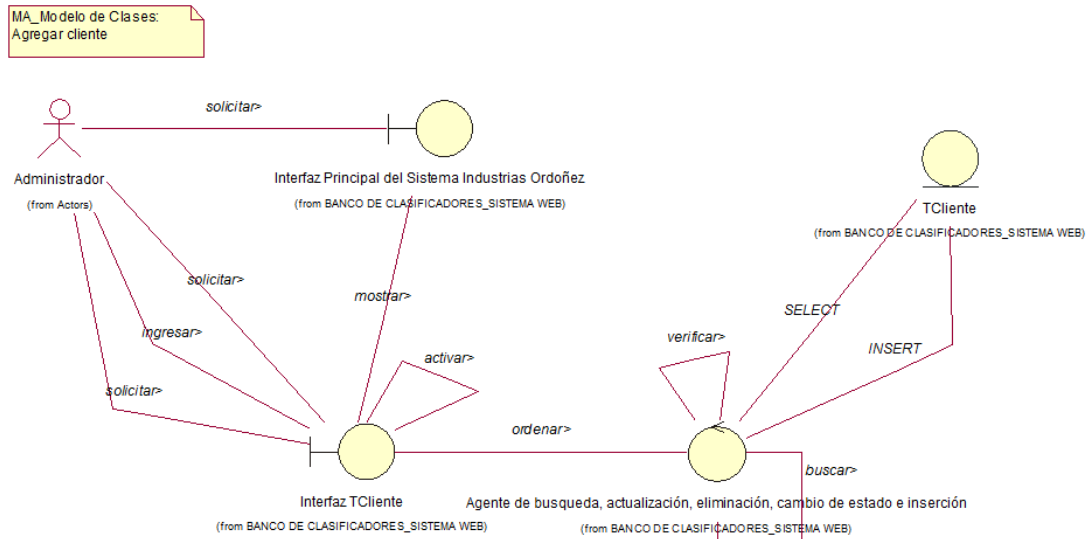 MA_Modelo de Clases:
Agregar cliente
solicitar>
Administrador
(from Actors)
Interfaz Principal del Sistema Industrias Ordoñez
(from BANCO DE CLASIFICADORES_SISTEMA WEB)
TCliente
(from BANCO DE CLASIFICADORES_SISTEMA WEB)
solicitar>
mostrar>
SELECT
ingresar>
verificar>
INSERT
activar>
solicitar>
ordenar>
buscar>
Interfaz TCliente
(from BANCO DE CLASIFICADORES_SISTEMA WEB)
Agente de busqueda, actualización, eliminación, cambio de estado e inserción
(from BANCO DE CLASIFICADORES_SISTEMA WEB)